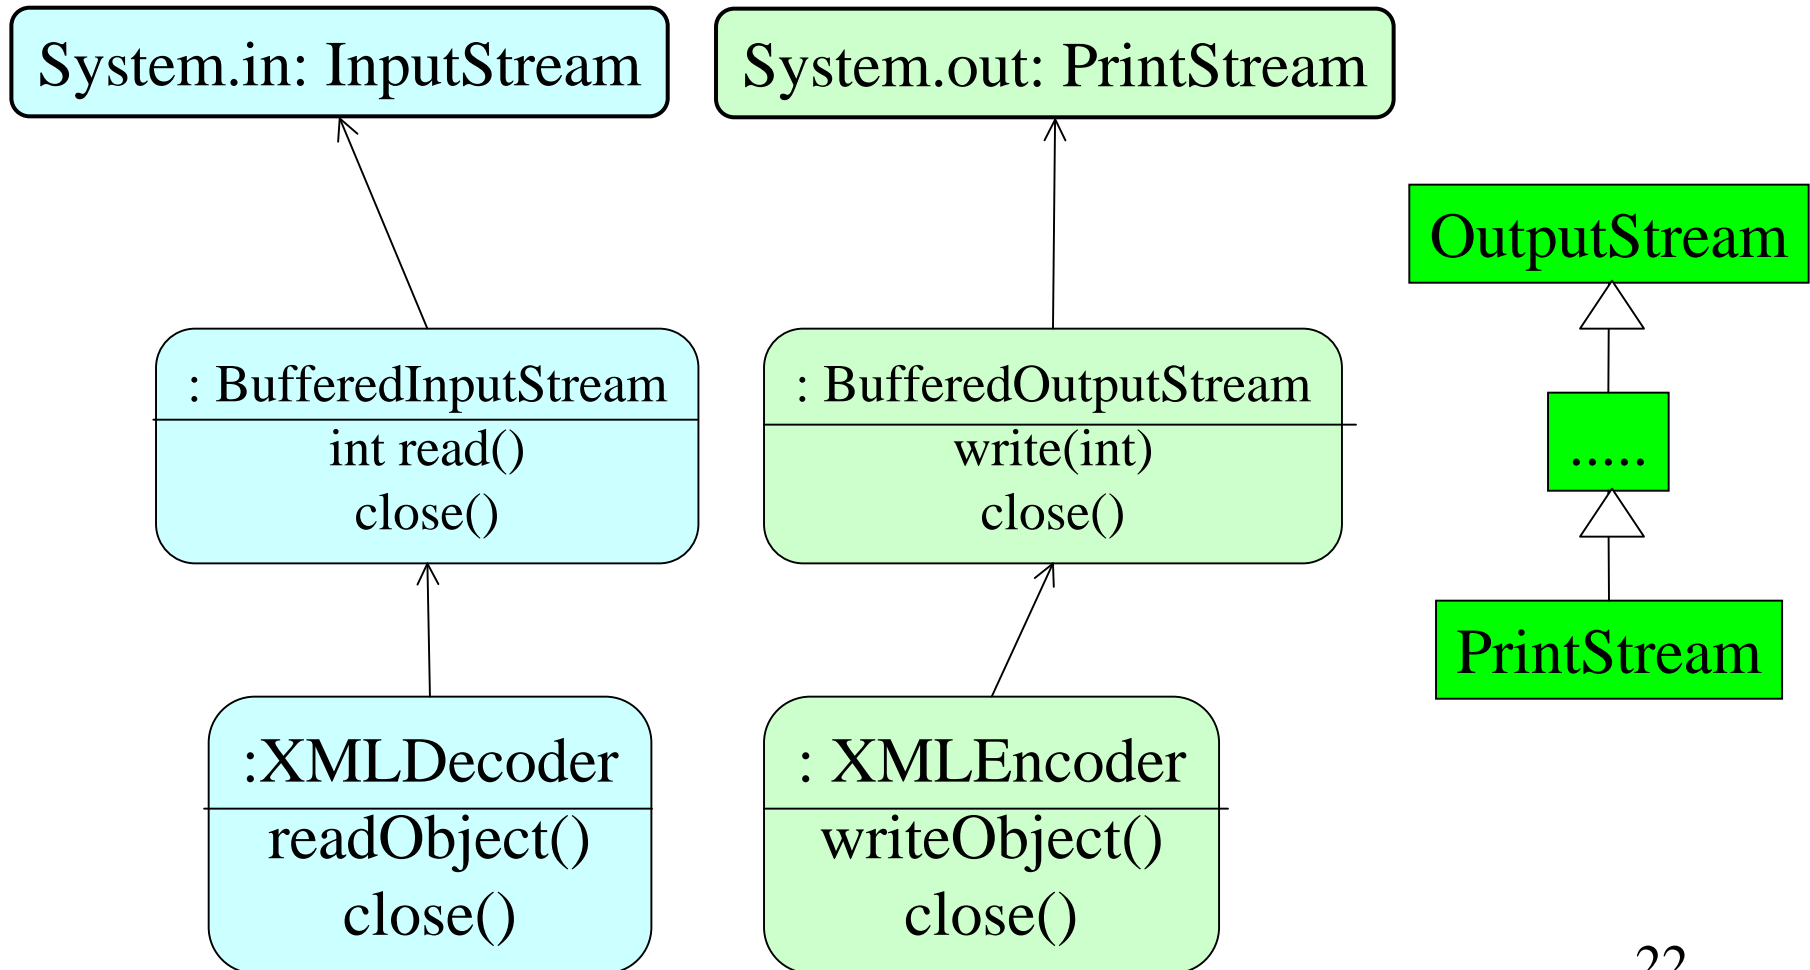 System.in: InputStream
System.out: PrintStream
OutputStream
: BufferedInputStream
int read()
close()
: BufferedOutputStream
write(int)
close()
.....
PrintStream
:XMLDecoder
readObject()
close()
: XMLEncoder
writeObject()
close()
22